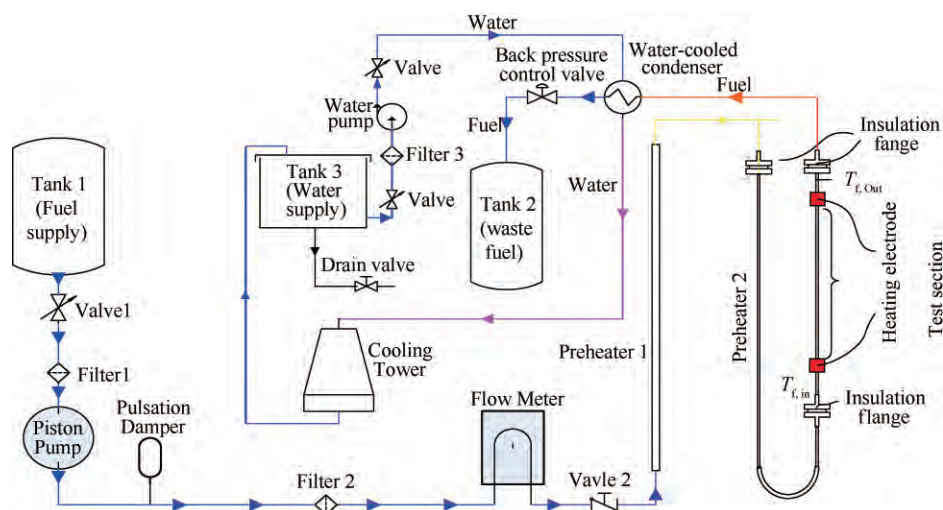 Water
Back pressure
control valve
Water-cooled
condenser
Valve
Fuel
Water
pump
Fuel
Insulation
fange
Filter 3
Tank 1
(Fuel
supply)
Tank 3
(Water
supply)
Valve
Water
Tank 2
(waste
fuel)
T f, Out
Drain valve
Valve1
Preheater 1
Preheater 2
Heating electrode
Test section
Cooling
Tower
Filter1
T f, in
Insulation
flange
Pulsation
Damper
Flow Meter
Piston
Pump
Filter 2
Vavle 2